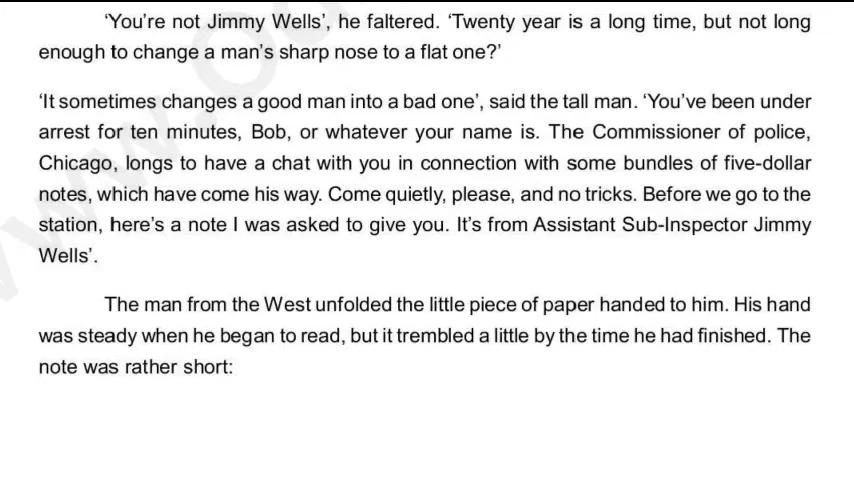 ‘You’re not Jimmy Wells’, he faltered. ‘Twenty year is a long time, but not long
enough to change a man’s sharp nose to a flat one?’
‘It sometimes changes a good man into a bad one’, said the tall man. ‘You’ve been under
arrest for ten minutes, Bob, or whatever your name is. The Commissioner of police,
Chicago, longs to have a chat with you in connection with some bundles of five-dollar
notes, which have come his way. Come quietly, please, and no tricks. Before we go to the
station, here’s a note I was asked to give you. It’s from Assistant Sub-Inspector Jimmy
Wells’.
The man from the West unfolded the little piece of paper handed to him. His hand
was steady when he began to read, but it trembled a little by the time he had finished. The
note was rather short: